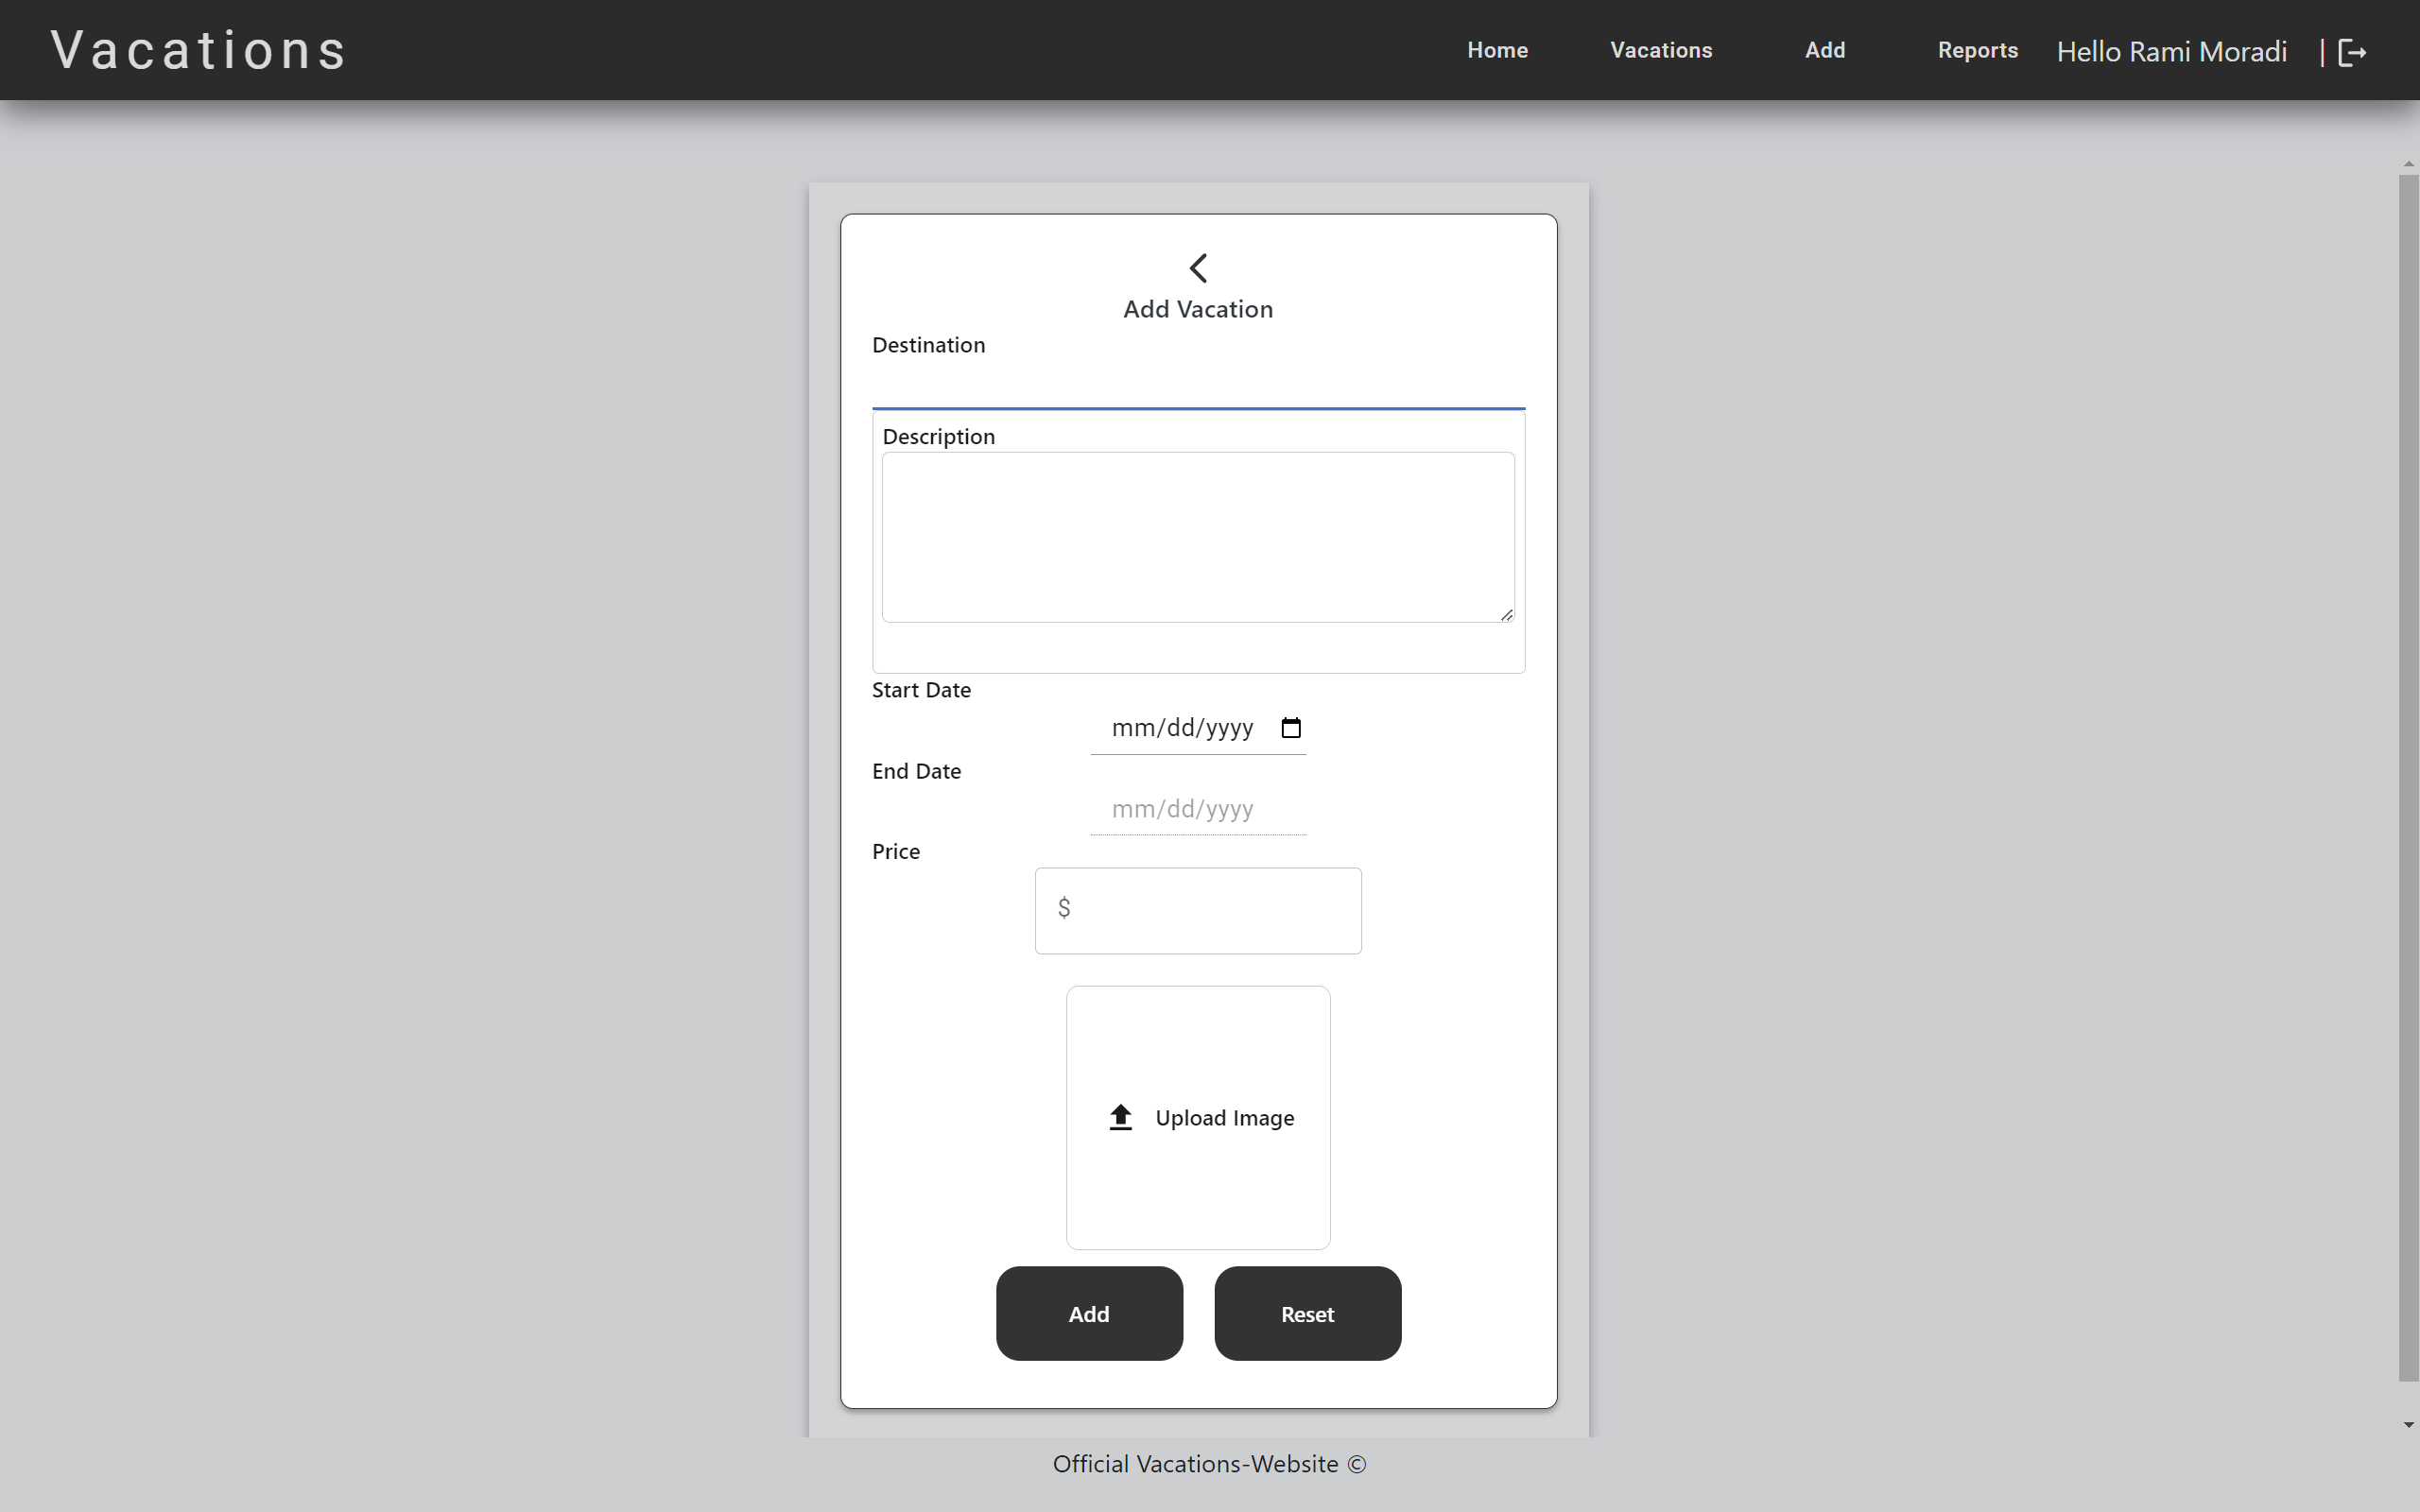 Vacations
Home Vacations Add Reports Hello Rami Moradi |
Add Vacation
Destination
Description
Start Date
mm/dd/yyyy
End Date
mm/dd/yyyy
Price
$
Upload Image
Add Reset
Official Vacations-Website ©